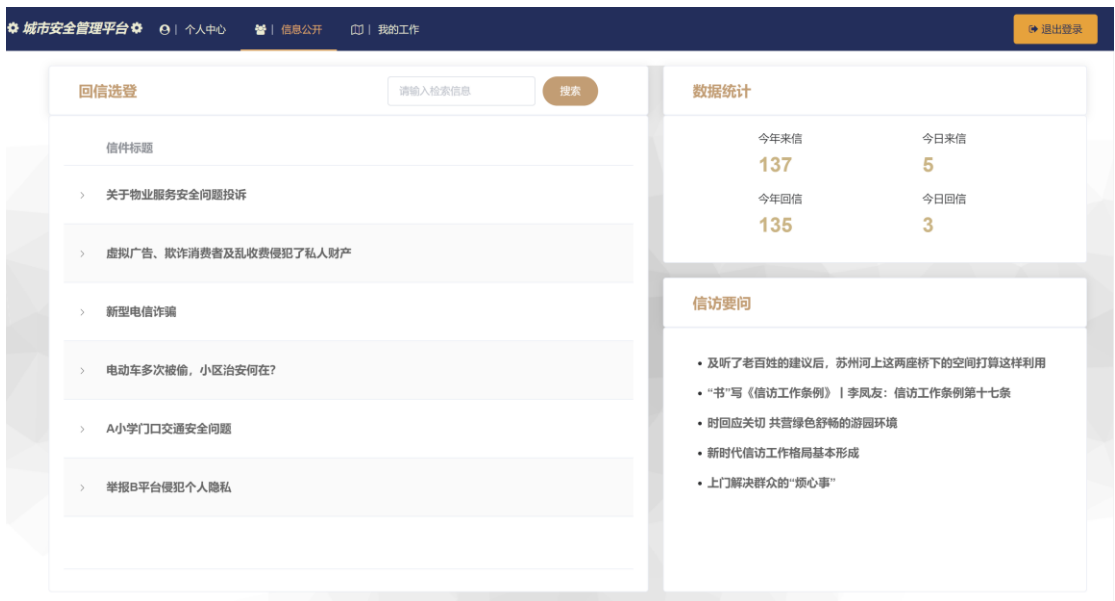 城市安全管理平台 | 个人中心 | 信息公开 | 我的工作 退出登录
回信选登 请输入检索信息 搜索
信件标题
关于物业服务安全问题投诉
虚拟广告、欺诈消费者及乱收费侵犯了私人财产
新型电信诈骗
电动车多次被偷，小区治安何在?
A小学门口交通安全问题
举报B平台侵犯个人隐私
数据统计
今年来信 今日来信
137 5
今年回信 今日回信
135 3
信访要问
• 及听了老百姓的建议后，苏州河上这两座桥下的空间打算这样利用
• “书”写《信访工作条例》丨李凤友：信访工作条例第十七条
• 时回应关切 共营绿色舒畅的游园环境
• 新时代信访工作格局基本形成
• 上门解决群众的“烦心事”